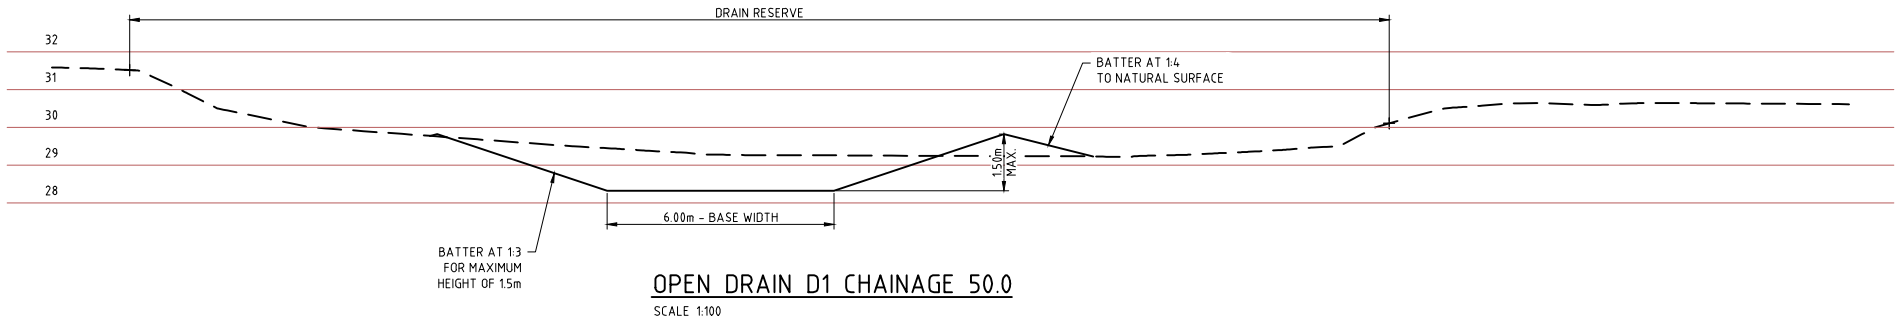 DRAIN RESERVE
32
BATTER AT 1:4
TO NATURAL SURFACE
31
30
29
1.50m
MAX.
28
6.00m - BASE WIDTH
BATTER AT 1:3
FOR MAXIMUM
HEIGHT OF 1.5m
OPEN DRAIN D1 CHAINAGE 50.0
SCALE 1:100